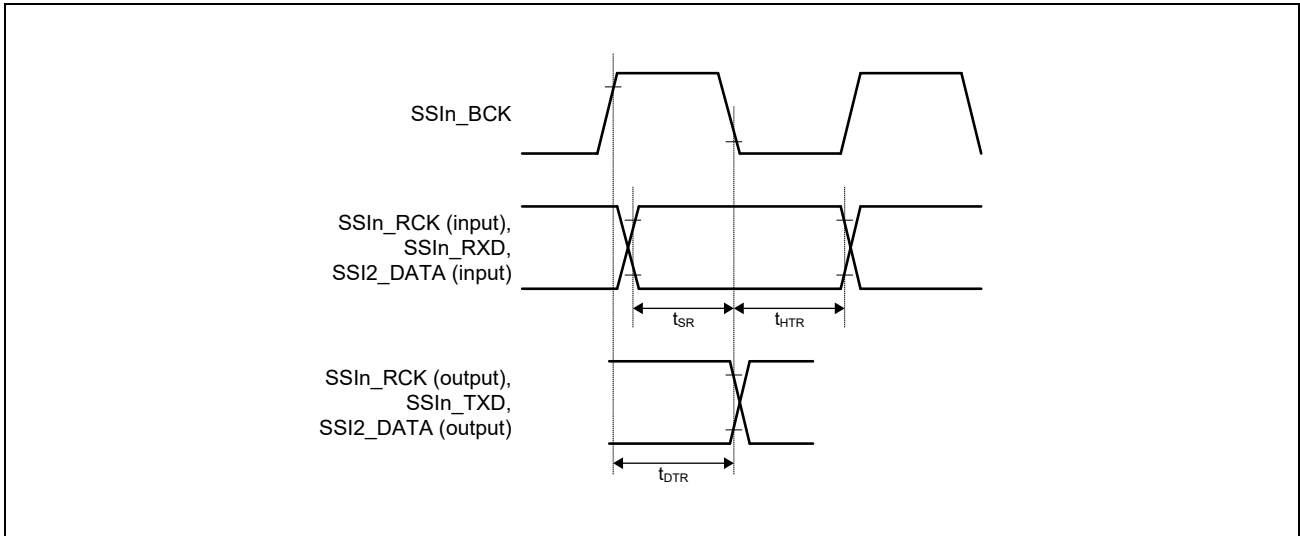 SSIn_BCK
SSIn_RCK (input),
SSIn_RXD,
SSI2_DATA (input)
tSR
tHTR
SSIn_RCK (output),
SSIn_TXD,
SSI2_DATA (output)
tDTR